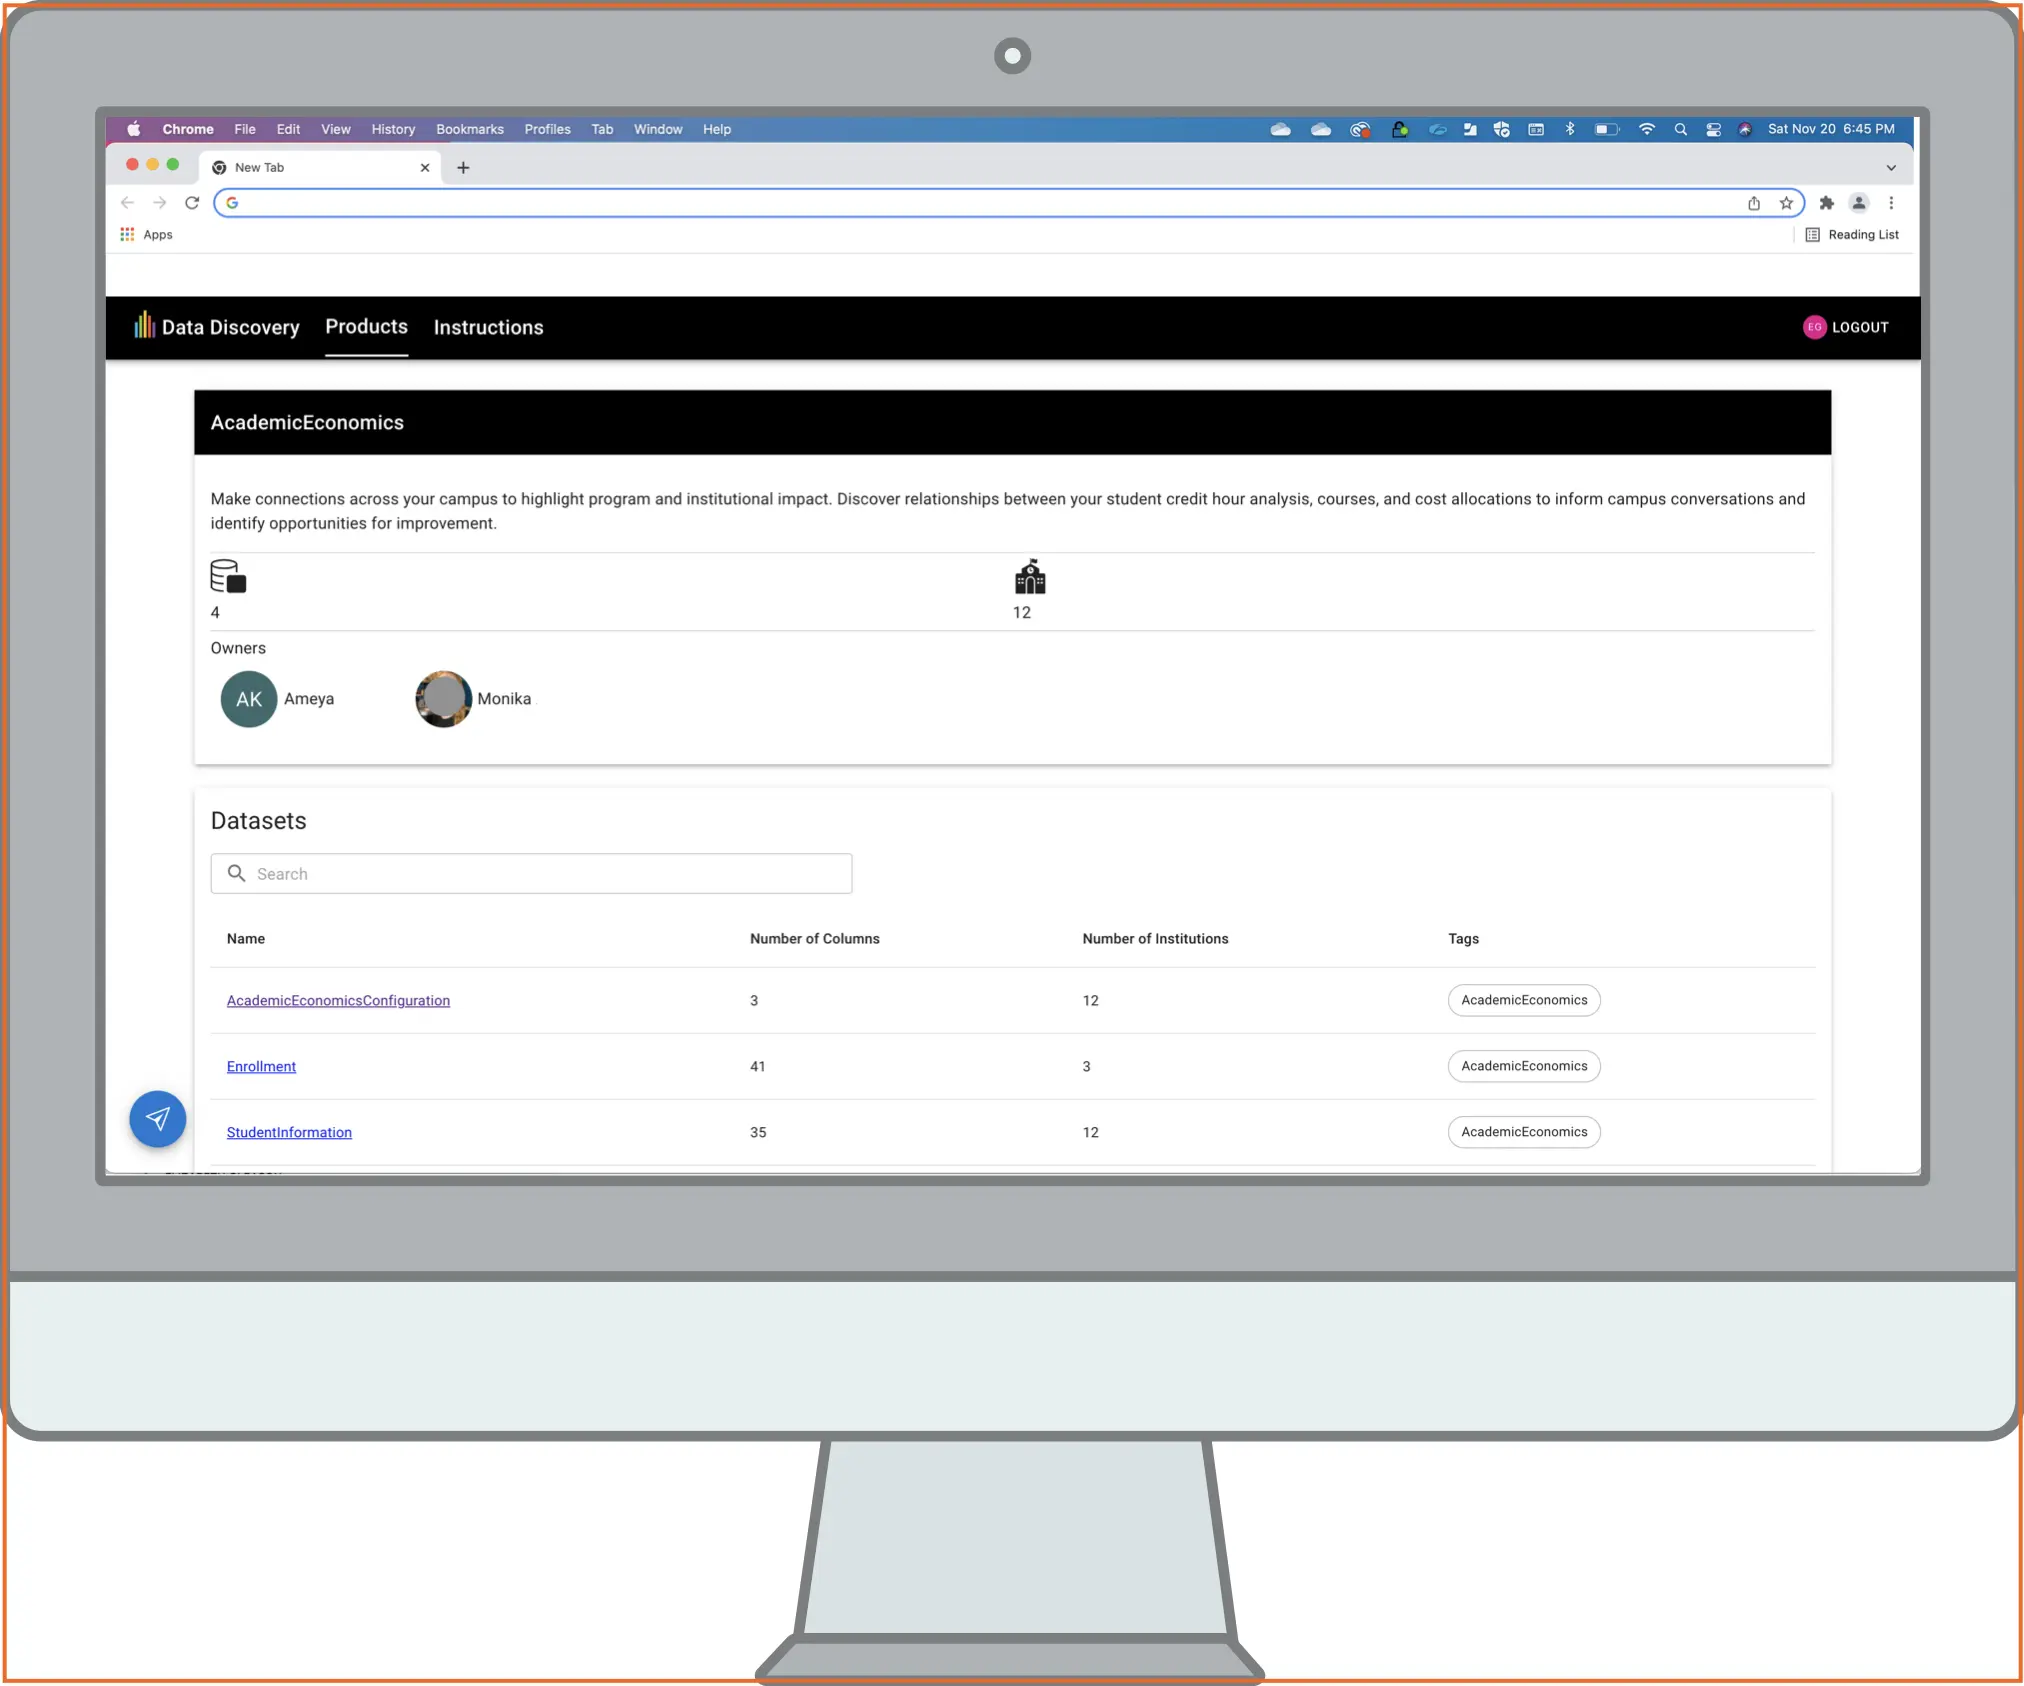 Chrome File Edit View History Bookmarks Profiles Tab Window Help Sat Nov 20 6:45 PM
New Tab
Apps Reading List
Data Discovery Products Instructions EG LOGOUT
AcademicEconomics
Make connections across your campus to highlight program and institutional impact. Discover relationships between your student credit hour analysis, courses, and cost allocations to inform campus conversations and
identify opportunities for improvement.
4 12
Owners
AK Ameya Monika
Datasets
Search
Name Number of Columns Number of Institutions Tags
AcademicEconomicsConfiguration 3 12 AcademicEconomics
Enrollment 41 3 AcademicEconomics
StudentInformation 35 12 AcademicEconomics